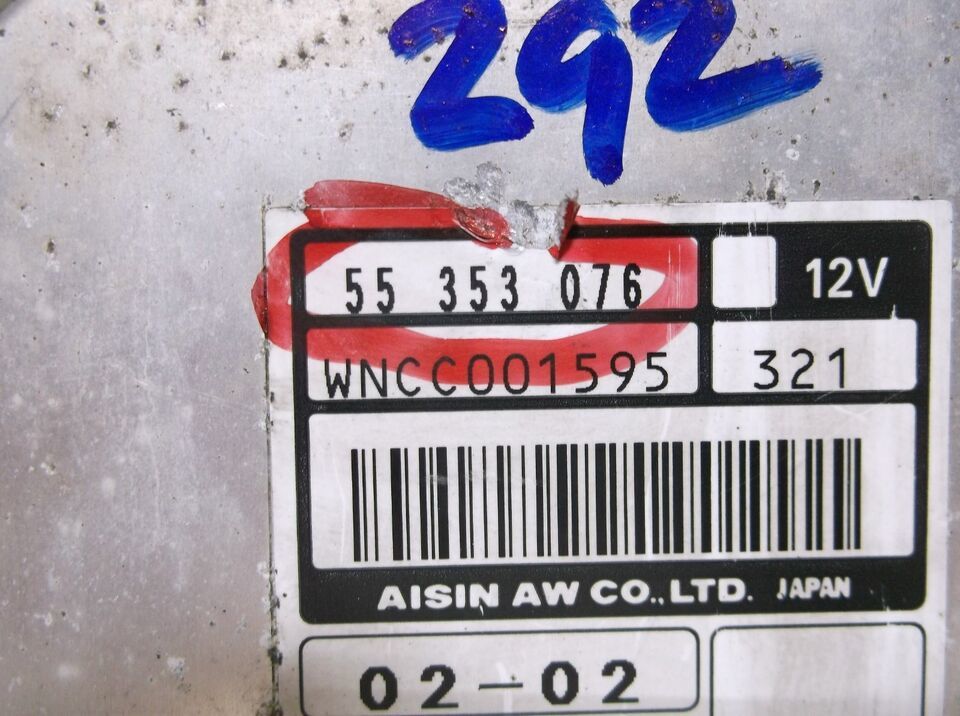 292
55 353 076
12V
WNCC001595
321
AISIN AW CO., LTD. JAPAN
02-02